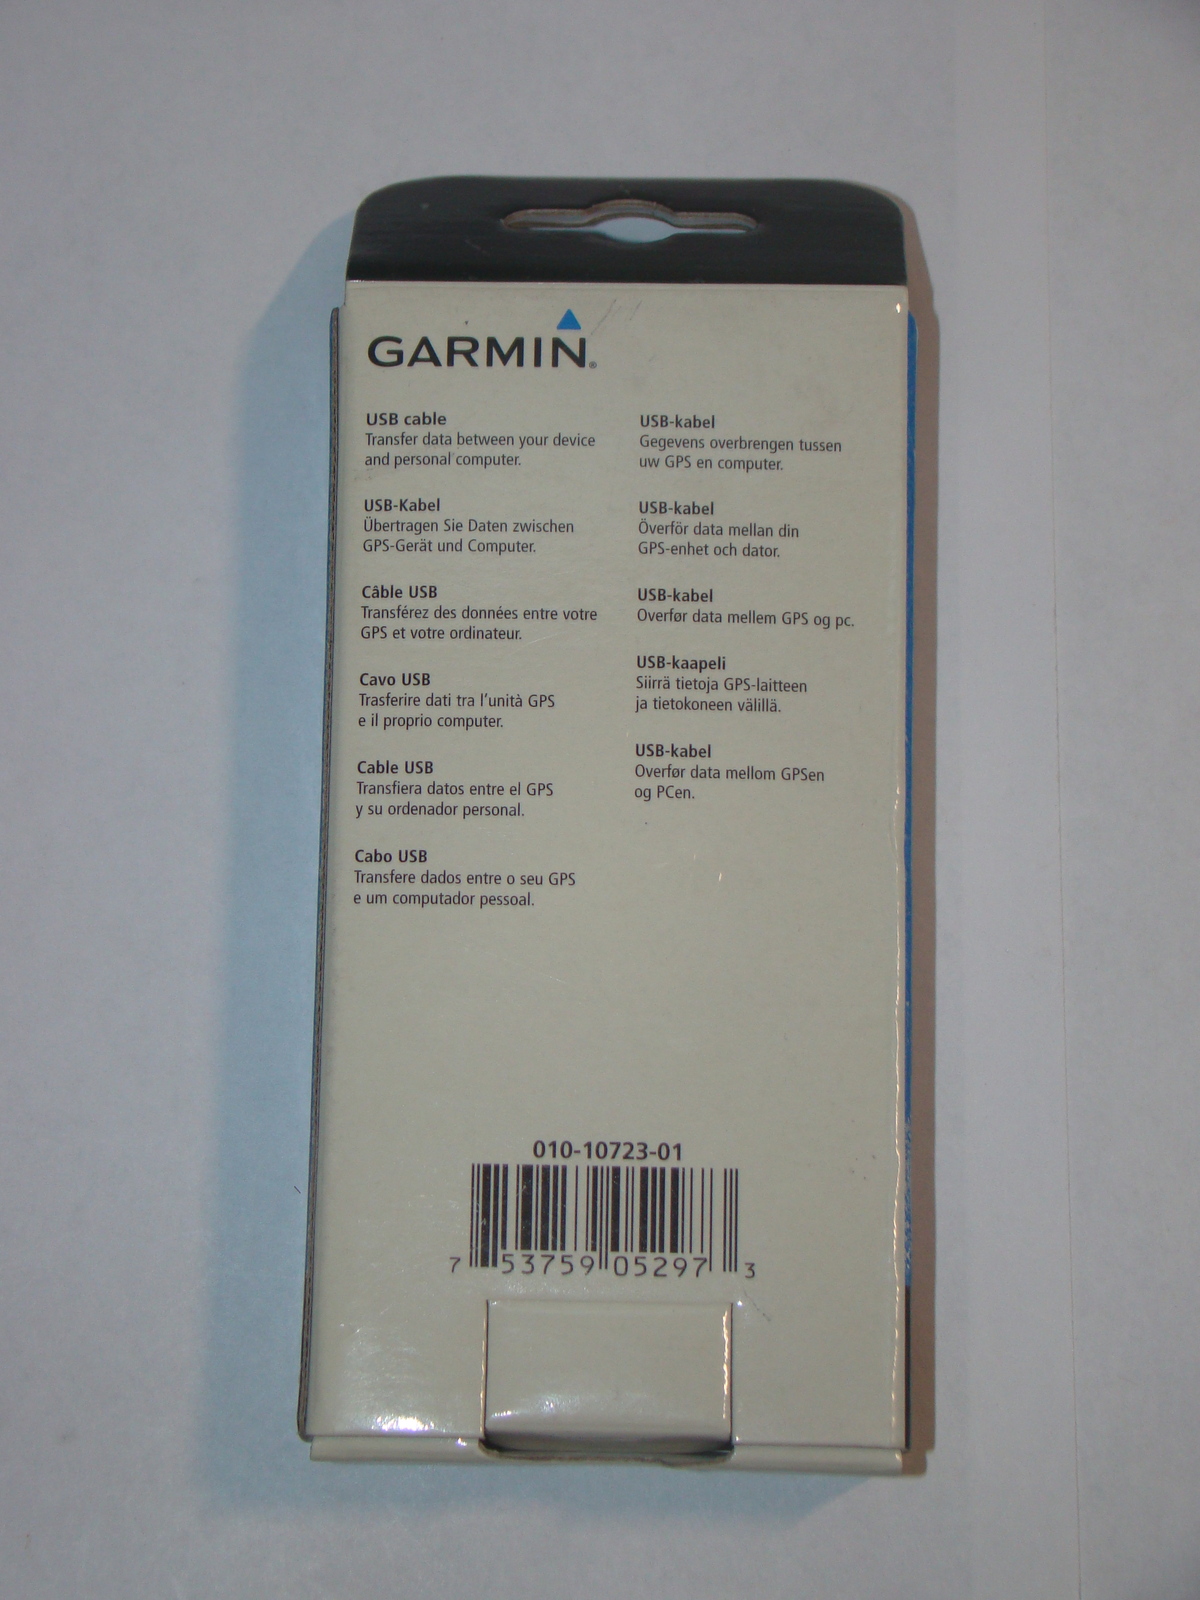 GARMIN®
USB cable
Transfer data between your device
and personal computer.
USB-Kabel
Übertragen Sie Daten zwischen
GPS-Gerät und Computer.
Câble USB
Transférez des données entre votre
GPS et votre ordinateur.
Cavo USB
Trasferire dati tra l'unità GPS
e il proprio computer.
Cable USB
Transfiera datos entre el GPS
y su ordenador personal.
Cabo USB
Transfere dados entre o seu GPS
e um computador pessoal.
USB-kabel
Gegevens overbrengen tussen
uw GPS en computer.
USB-kabel
Överför data mellan din
GPS-enhet och dator.
USB-kabel
Overfør data mellem GPS og pc.
USB-kaapeli
Siirrä tietoja GPS-laitteen
ja tietokoneen välillä.
USB-kabel
Overfør data mellom GPSen
og PCen.
010-10723-01
7 53759 05297 3